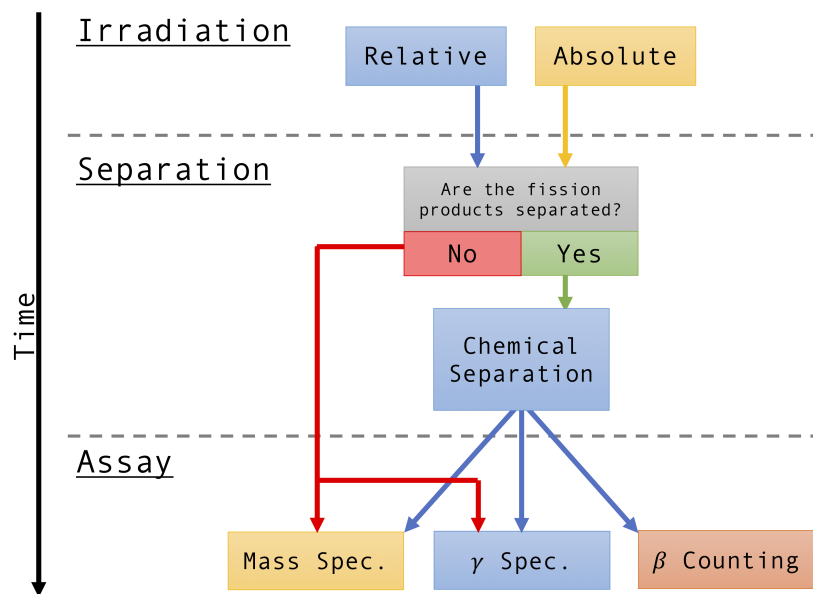 Irradiation
Relative
Absolute
Separation
Are the fission
products separated?
No
Yes
Time
Chemical
Separation
Assay
Mass Spec.
γ Spec.
β Counting